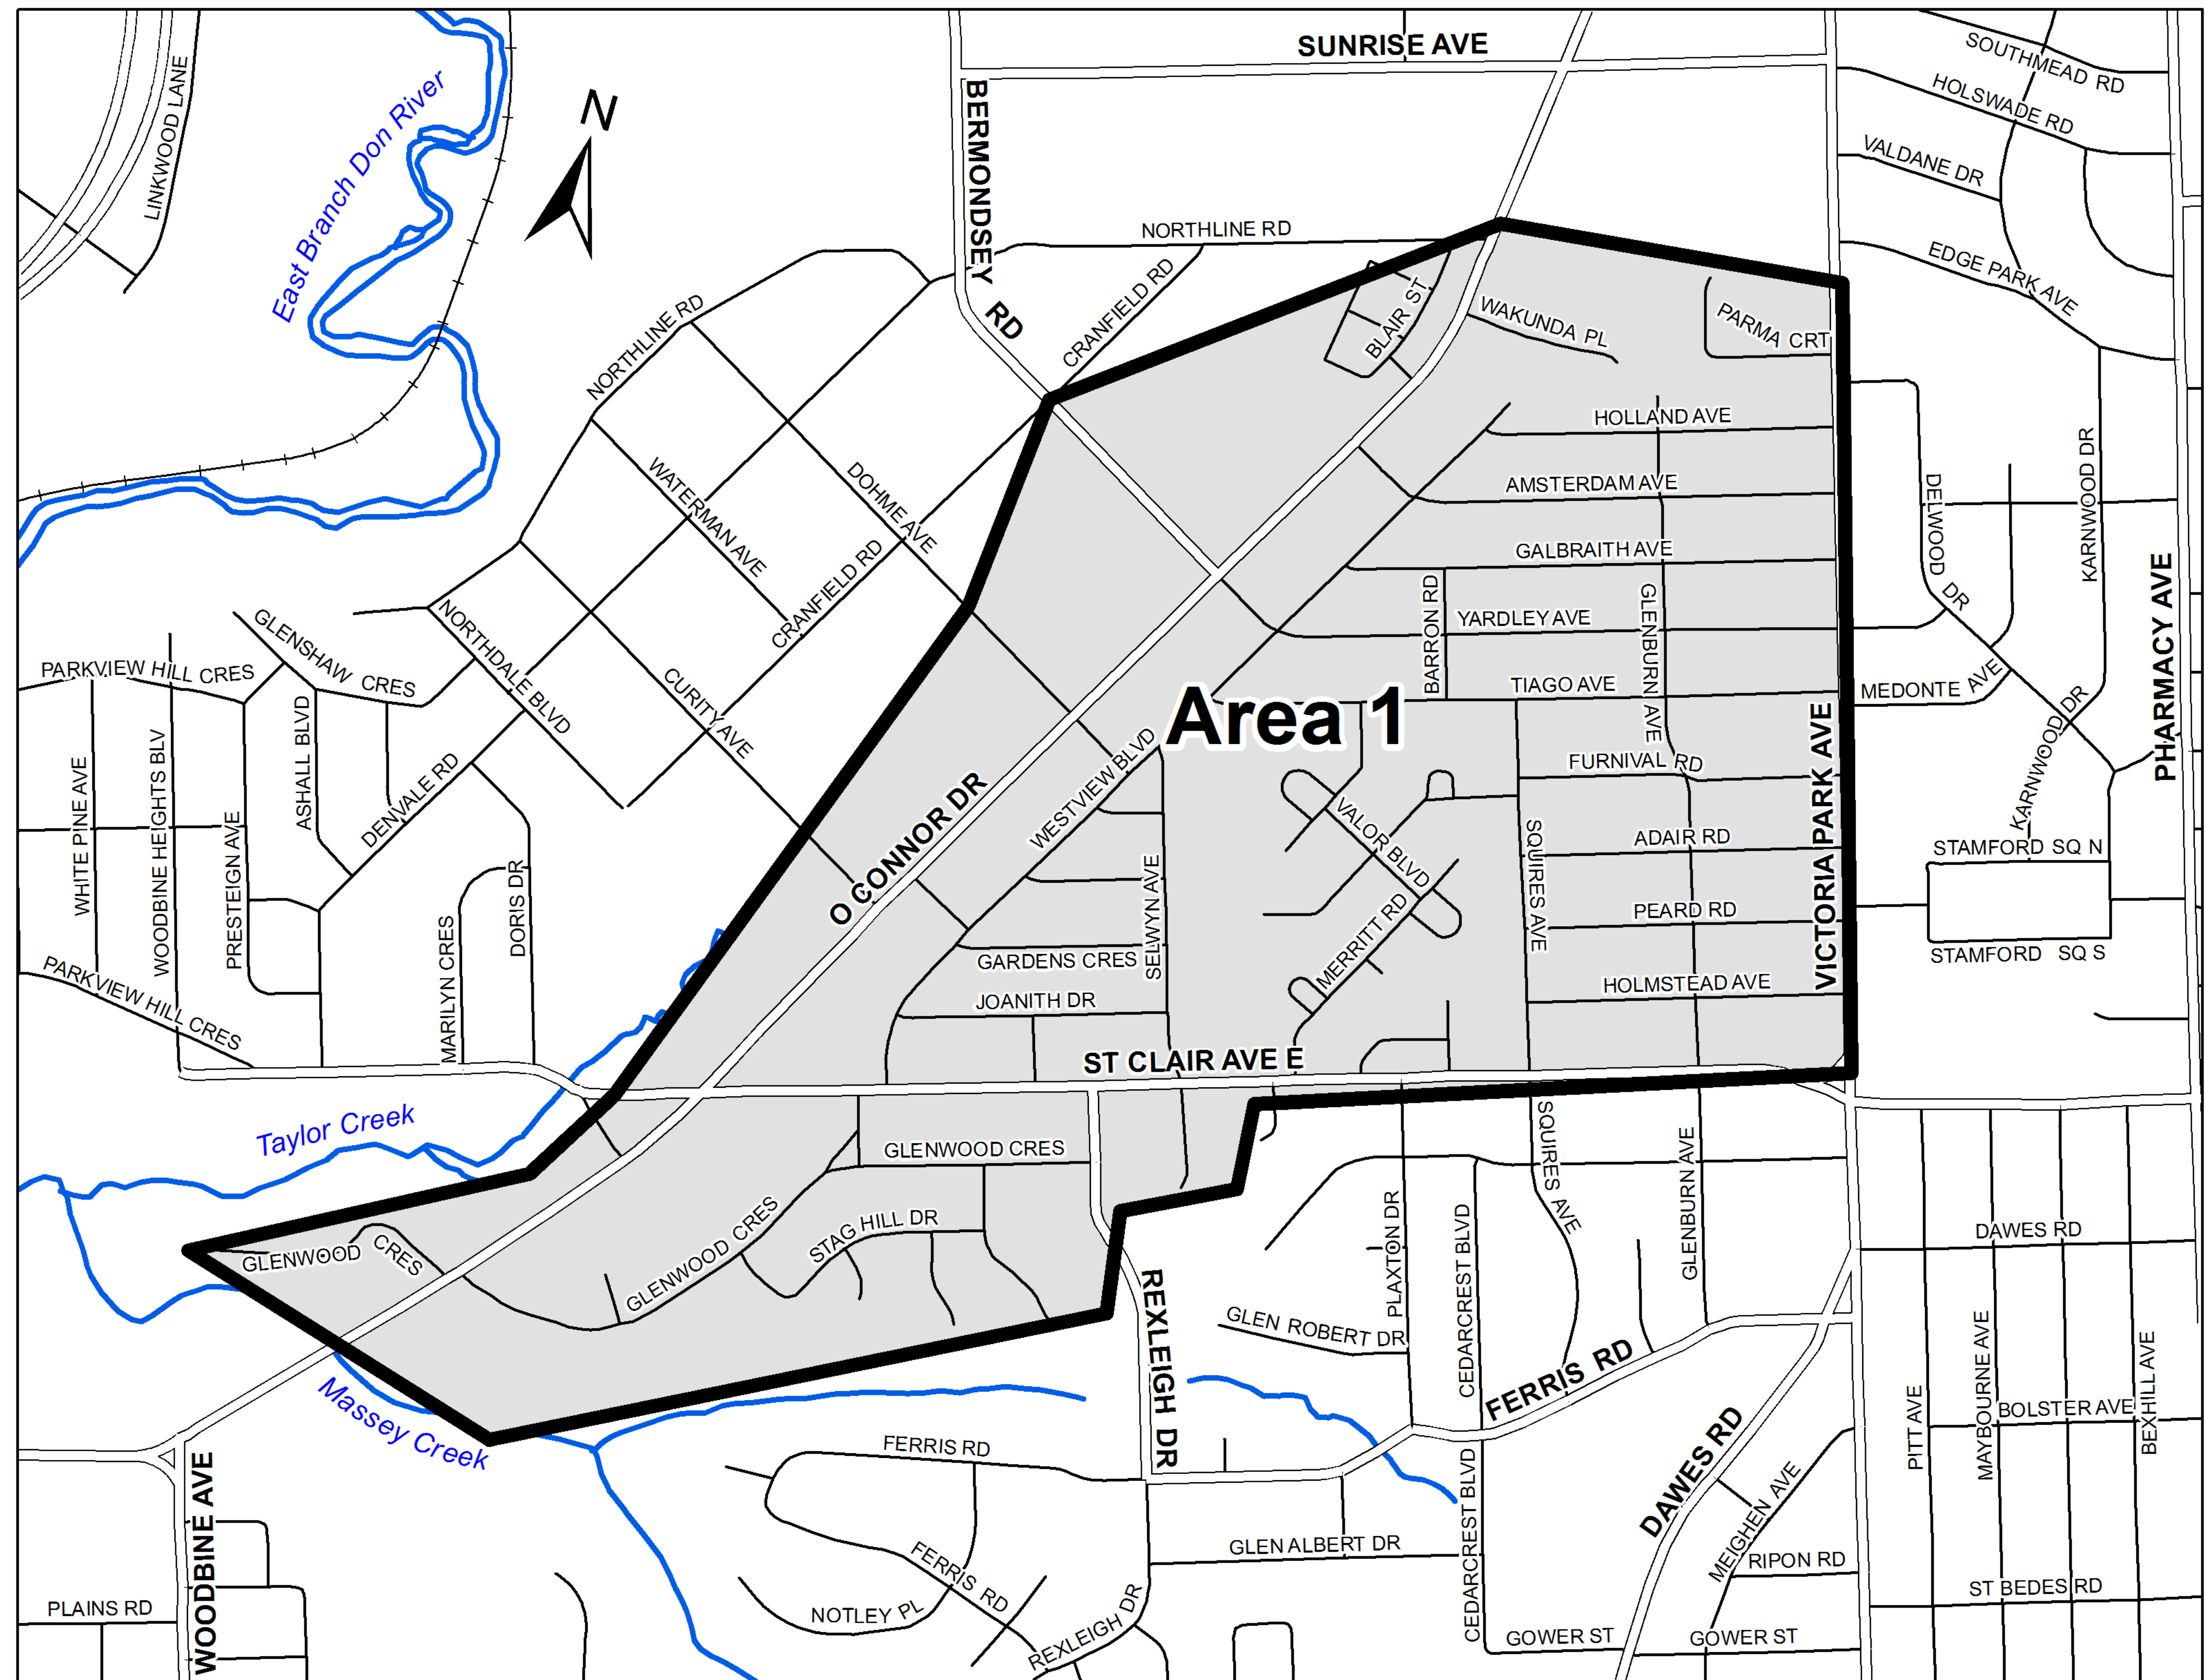 SUNRISE AVE
SOUTHMEAD RD
HOLSWADE RD
LINKWOOD LANE
East Branch Don River
N
BERMONDSEY RD
VALDANE DR
NORTHLINE RD
EDGE PARK AVE
CRANFIELD RD
BLAIR ST
WAKUNDA PL
PARMA CRT
NORTHLINE RD
HOLLAND AVE
AMSTERDAM AVE
DELWOOD DR
KARNWOOD DR
WATERMAN AVE
DOHME AVE
GALBRAITH AVE
CRANFIELD RD
BARRON RD
YARDLEY AVE
GLENBURN AVE
PHARMACY AVE
GLENSHAW CRES
NORTHDALE BLVD
PARKVIEW HILL CRES
CURITY AVE
TIAGO AVE
MEDONTE AVE
Area 1
ASHALL BLVD
WHITE PINE AVE
WOODBINE HEIGHTS BLV
PRESTEIGN AVE
DENVALE RD
O CONNOR DR
WESTVIEW BLVD
FURNIVAL RD
VICTORIA PARK AVE
KARNWOOD DR
VALOR BLVD
SQUIRES AVE
ADAIR RD
STAMFORD SQ N
MARILYN CRES
DORIS DR
SELWYN AVE
PEARD RD
MERRITT RD
GARDENS CRES
STAMFORD SQ S
PARKVIEW HILL CRES
JOANITH DR
HOLMSTEAD AVE
ST CLAIR AVE E
Taylor Creek
GLENWOOD CRES
SQUIRES AVE
GLENBURN AVE
PLAXTON DR
CEDARCREST BLVD
DAWES RD
GLENWOOD CRES
GLENWOOD CRES
STAG HILL DR
REXLEIGH DR
GLEN ROBERT DR
FERRIS RD
Massey Creek
PITT AVE
MAYBOURNE AVE
BOLSTER AVE
BEXHILL AVE
WOODBINE AVE
FERRIS RD
DAWES RD
CEDARCREST BLVD
MEIGHEN AVE
GLEN ALBERT DR
RIPON RD
FERRIS RD
ST BEDES RD
PLAINS RD
NOTLEY PL
REXLEIGH DR
GOWER ST
GOWER ST